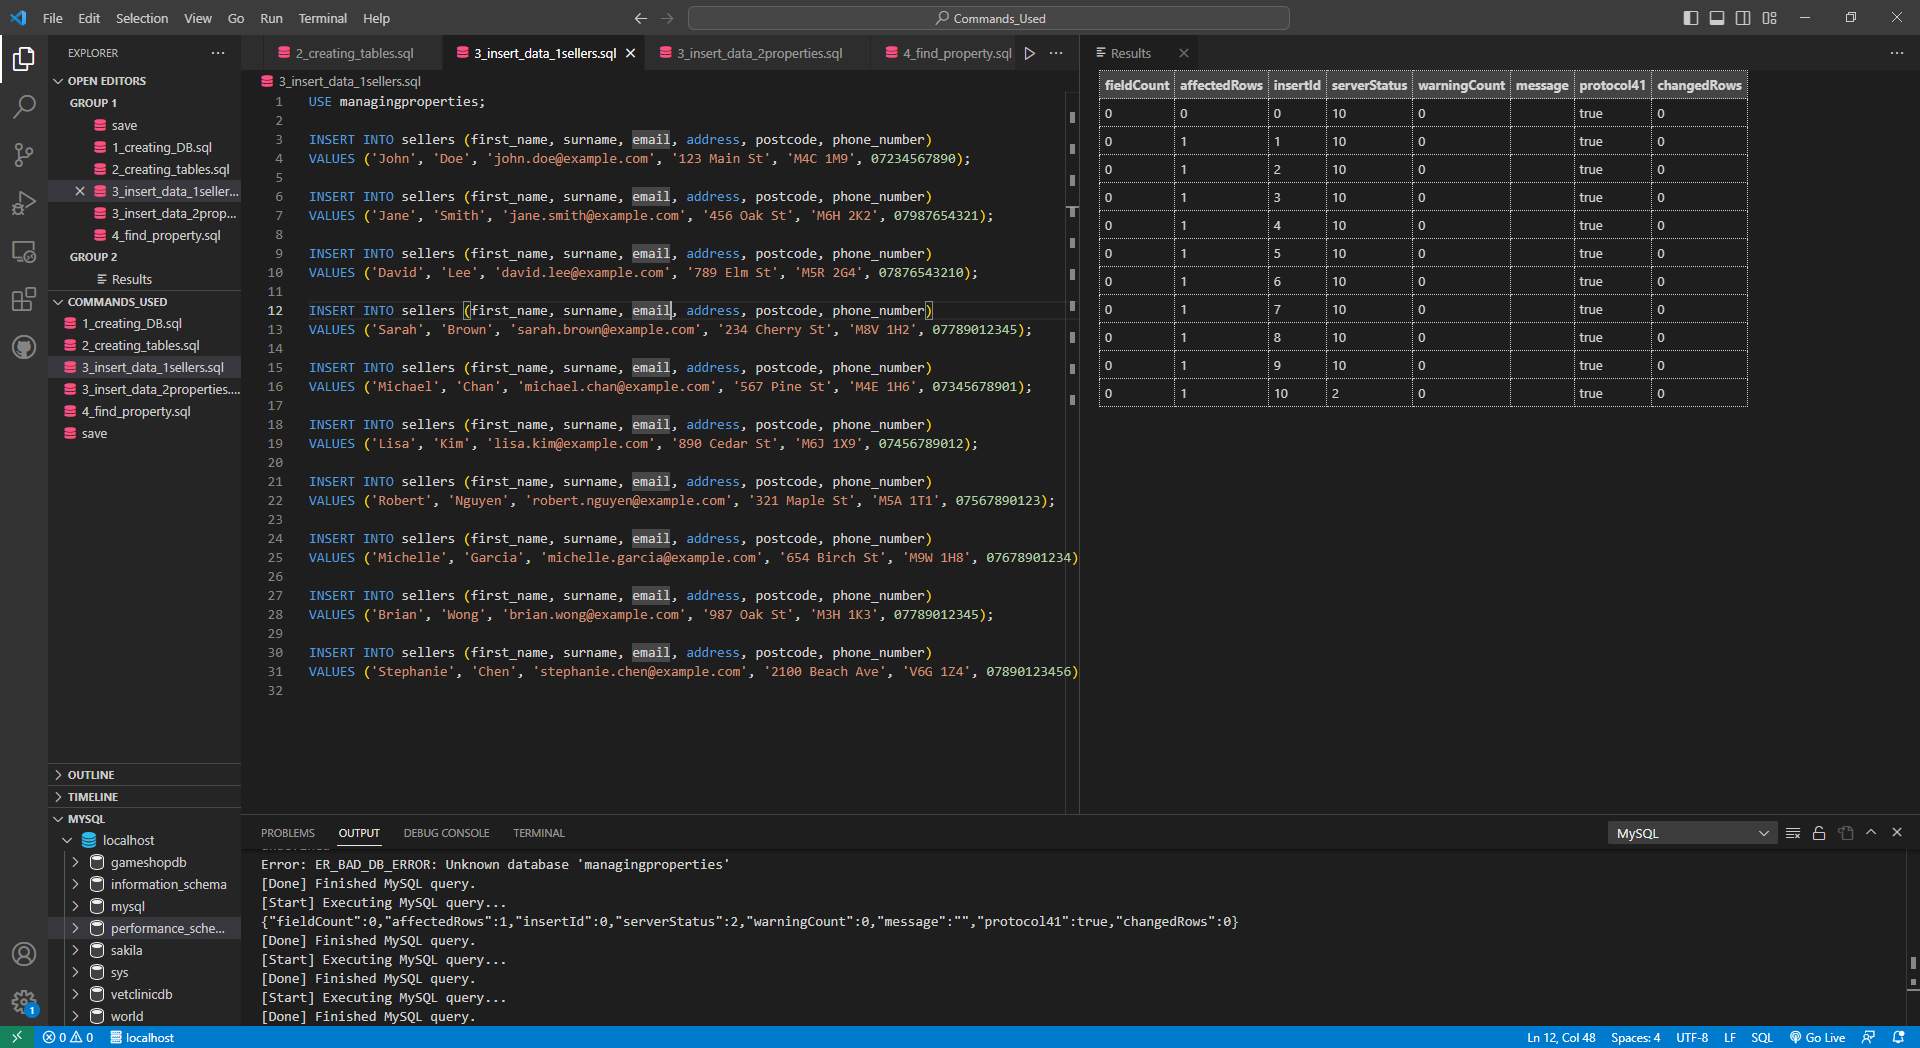 File Edit Selection View Go Run Terminal Help
Commands_Used
EXPLORER
OPEN EDITORS
GROUP 1
save
1_creating_DB.sql
2_creating_tables.sql
3_insert_data_1seller...
3_insert_data_2prop...
4_find_property.sql
GROUP 2
Results
COMMANDS_USED
1_creating_DB.sql
2_creating_tables.sql
3_insert_data_1sellers.sql
3_insert_data_2properties....
4_find_property.sql
save
OUTLINE
TIMELINE
MYSQL
localhost
gameshopdb
information_schema
mysql
performance_sche...
sakila
sys
vetclinicdb
world
2_creating_tables.sql 3_insert_data_1sellers.sql 3_insert_data_2properties.sql 4_find_property.sql
3_insert_data_1sellers.sql
1 USE managingproperties;
2
3 INSERT INTO sellers (first_name, surname, email, address, postcode, phone_number)
4 VALUES ('John', 'Doe', 'john.doe@example.com', '123 Main St', 'M4C 1M9', 07234567890);
5
6 INSERT INTO sellers (first_name, surname, email, address, postcode, phone_number)
7 VALUES ('Jane', 'Smith', 'jane.smith@example.com', '456 Oak St', 'M6H 2K2', 07987654321);
8
9 INSERT INTO sellers (first_name, surname, email, address, postcode, phone_number)
10 VALUES ('David', 'Lee', 'david.lee@example.com', '789 Elm St', 'M5R 2G4', 07876543210);
11
12 INSERT INTO sellers (first_name, surname, email, address, postcode, phone_number)
13 VALUES ('Sarah', 'Brown', 'sarah.brown@example.com', '234 Cherry St', 'M8V 1H2', 07789012345);
14
15 INSERT INTO sellers (first_name, surname, email, address, postcode, phone_number)
16 VALUES ('Michael', 'Chan', 'michael.chan@example.com', '567 Pine St', 'M4E 1H6', 07345678901);
17
18 INSERT INTO sellers (first_name, surname, email, address, postcode, phone_number)
19 VALUES ('Lisa', 'Kim', 'lisa.kim@example.com', '890 Cedar St', 'M6J 1X9', 07456789012);
20
21 INSERT INTO sellers (first_name, surname, email, address, postcode, phone_number)
22 VALUES ('Robert', 'Nguyen', 'robert.nguyen@example.com', '321 Maple St', 'M5A 1T1', 07567890123);
23
24 INSERT INTO sellers (first_name, surname, email, address, postcode, phone_number)
25 VALUES ('Michelle', 'Garcia', 'michelle.garcia@example.com', '654 Birch St', 'M9W 1H8', 07678901234)
26
27 INSERT INTO sellers (first_name, surname, email, address, postcode, phone_number)
28 VALUES ('Brian', 'Wong', 'brian.wong@example.com', '987 Oak St', 'M3H 1K3', 07789012345);
29
30 INSERT INTO sellers (first_name, surname, email, address, postcode, phone_number)
31 VALUES ('Stephanie', 'Chen', 'stephanie.chen@example.com', '2100 Beach Ave', 'V6G 1Z4', 07890123456)
32
Results
fieldCount affectedRows insertId serverStatus warningCount message protocol41 changedRows
0 0 0 10 0 true 0
0 1 1 10 0 true 0
0 1 2 10 0 true 0
0 1 3 10 0 true 0
0 1 4 10 0 true 0
0 1 5 10 0 true 0
0 1 6 10 0 true 0
0 1 7 10 0 true 0
0 1 8 10 0 true 0
0 1 9 10 0 true 0
0 1 10 2 0 true 0
PROBLEMS OUTPUT DEBUG CONSOLE TERMINAL
MySQL
Error: ER_BAD_DB_ERROR: Unknown database 'managingproperties'
[Done] Finished MySQL query.
[Start] Executing MySQL query...
{"fieldCount":0,"affectedRows":1,"insertId":0,"serverStatus":2,"warningCount":0,"message":"","protocol41":true,"changedRows":0}
[Done] Finished MySQL query.
[Start] Executing MySQL query...
[Done] Finished MySQL query.
[Start] Executing MySQL query...
[Done] Finished MySQL query.
1
0 0 localhost
Ln 12, Col 48 Spaces: 4 UTF-8 LF SQL Go Live